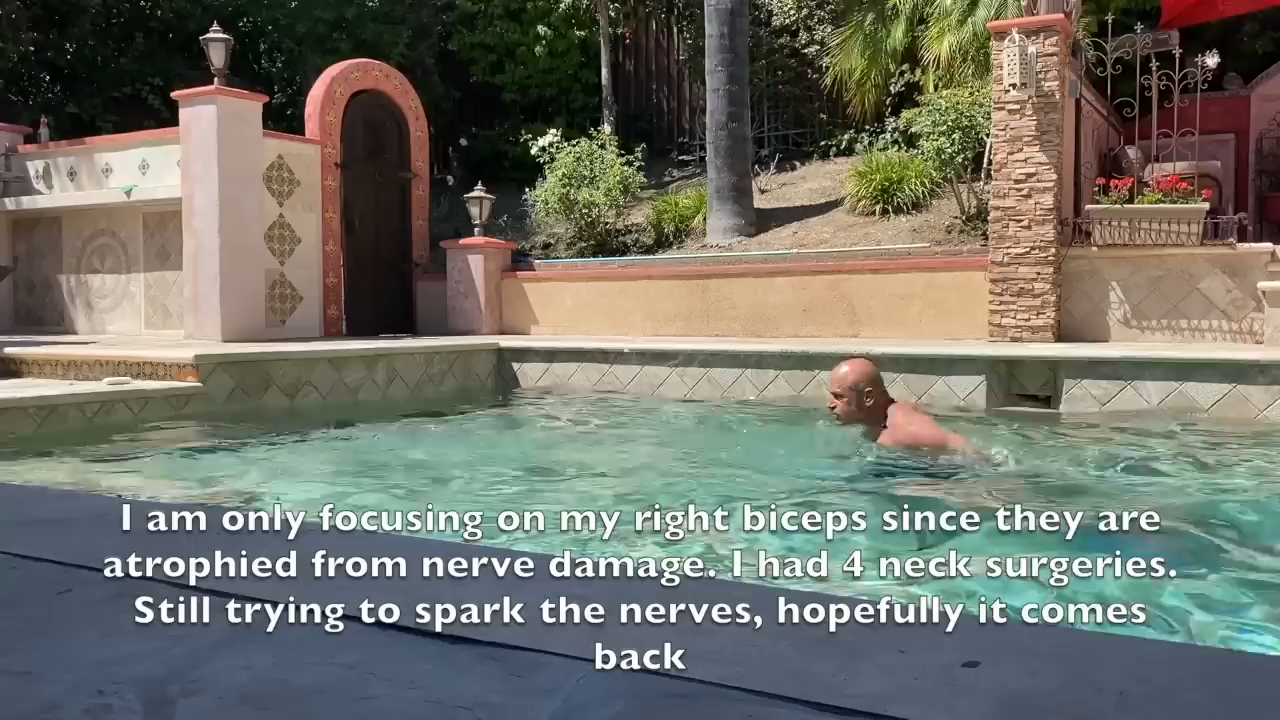 I am only focusing on my right biceps since they are
atrophied from nerve damage. I had 4 neck surgeries.
Still trying to spark the nerves, hopefully it comes
back